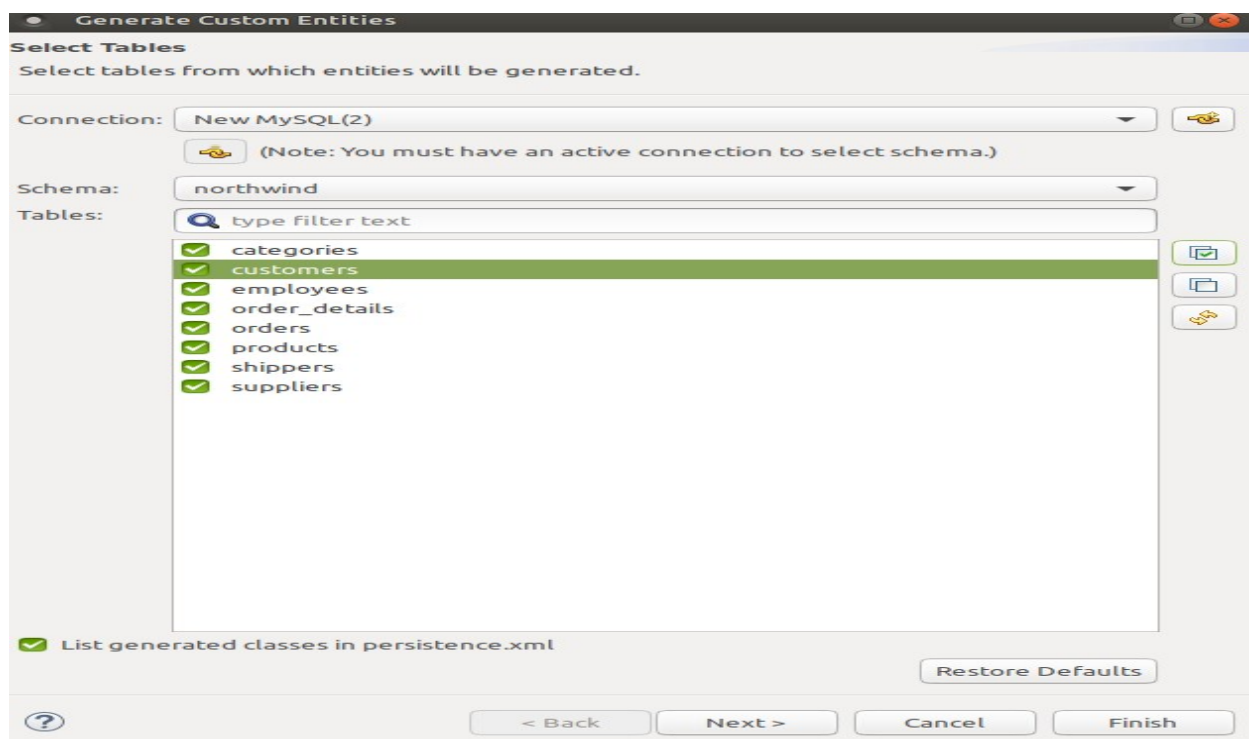 Generate Custom Entities
Select Tables
Select tables from which entities will be generated.
Connection: New MySQL(2)
(Note: You must have an active connection to select schema.)
Schema: northwind
Tables: type filter text
categories
customers
employees
order_details
orders
products
shippers
suppliers
List generated classes in persistence.xml
Restore Defaults
? < Back Next > Cancel Finish